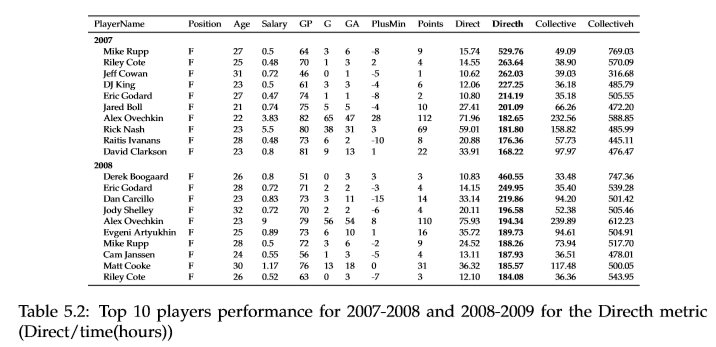 PlayerName Position Age Salary GP G GA PlusMin Points Direct Directh Collective Collectiveh
2007
Mike Rupp F 27 0.5 64 3 6 -8 9 15.74 529.76 49.09 769.03
Riley Cote F 25 0.48 70 1 3 2 4 14.55 263.64 38.90 570.09
Jeff Cowan F 31 0.72 46 0 1 -5 1 10.62 262.03 39.03 316.68
DJ King F 23 0.5 61 3 3 -4 6 12.06 227.25 36.18 485.79
Eric Godard F 27 0.47 74 1 1 -8 2 10.80 214.19 35.18 505.55
Jared Boll F 21 0.74 75 5 5 -4 10 27.41 201.09 66.26 472.20
Alex Ovechkin F 22 3.83 82 65 47 28 112 71.96 182.65 232.56 588.85
Rick Nash F 23 5.5 80 38 31 3 69 59.01 181.80 158.82 485.99
Raitis Ivanans F 28 0.48 73 6 2 -10 8 20.88 176.36 57.73 445.11
David Clarkson F 23 0.8 81 9 13 1 22 33.91 168.22 97.97 476.47
2008
Derek Boogaard F 26 0.8 51 0 3 3 3 10.83 460.55 33.48 747.36
Eric Godard F 28 0.72 71 2 2 -3 4 14.15 249.95 35.40 539.28
Dan Carcillo F 23 0.83 73 3 11 -15 14 33.14 219.86 94.20 501.42
Jody Shelley F 32 0.72 70 2 2 -6 4 20.11 196.58 52.38 505.46
Alex Ovechkin F 23 9 79 56 54 8 110 75.93 194.34 239.89 612.23
Evgeni Artyukhin F 25 0.89 73 6 10 1 16 35.72 189.73 94.61 504.91
Mike Rupp F 28 0.5 72 3 6 -2 9 24.52 188.26 73.94 517.70
Cam Janssen F 24 0.55 56 1 3 -5 4 13.11 187.93 36.51 478.01
Matt Cooke F 30 1.17 76 13 18 0 31 36.32 185.57 117.48 500.05
Riley Cote F 26 0.52 63 0 3 -7 3 12.10 184.08 36.36 543.95
Table 5.2: Top 10 players performance for 2007-2008 and 2008-2009 for the Directh metric
(Direct/time(hours))